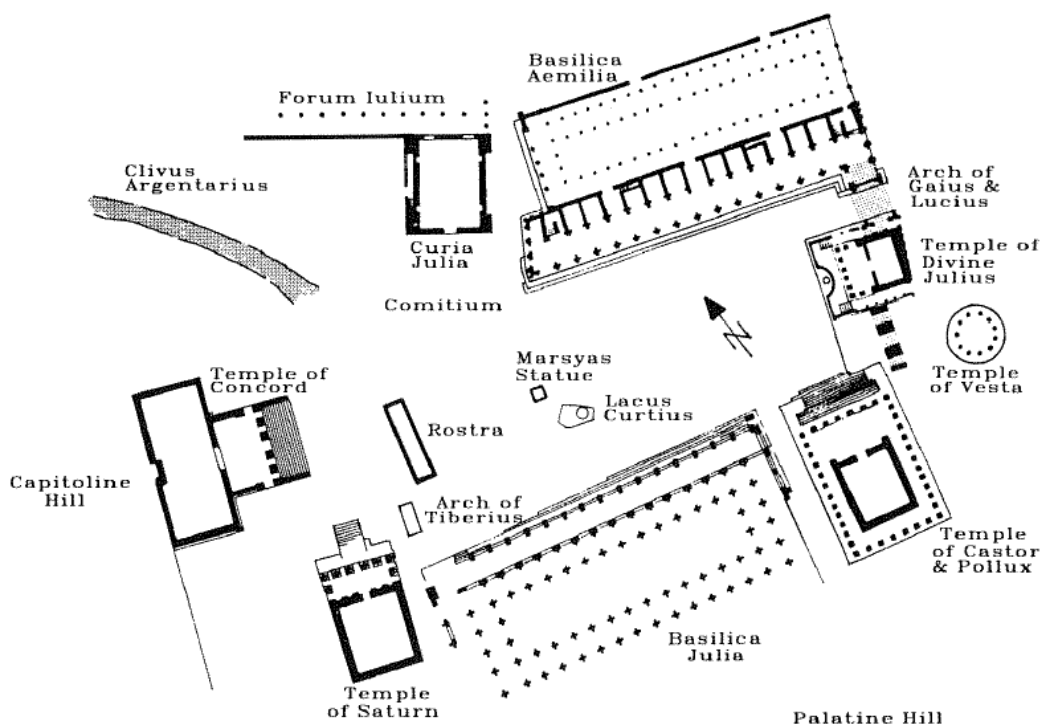 Basilica
Aemilia
Forum Iulium
Clivus
Argentarius
Arch of
Gaius &
Lucius
Curia
Julia
Temple of
Divine
Julius
Comitium
N
Marsyas
Statue
Temple
of Vesta
Temple of
Concord
Lacus
Curtius
Rostra
Capitoline
Hill
Arch of
Tiberius
Temple
of Castor
& Pollux
Basilica
Julia
Temple
of Saturn
Palatine Hill